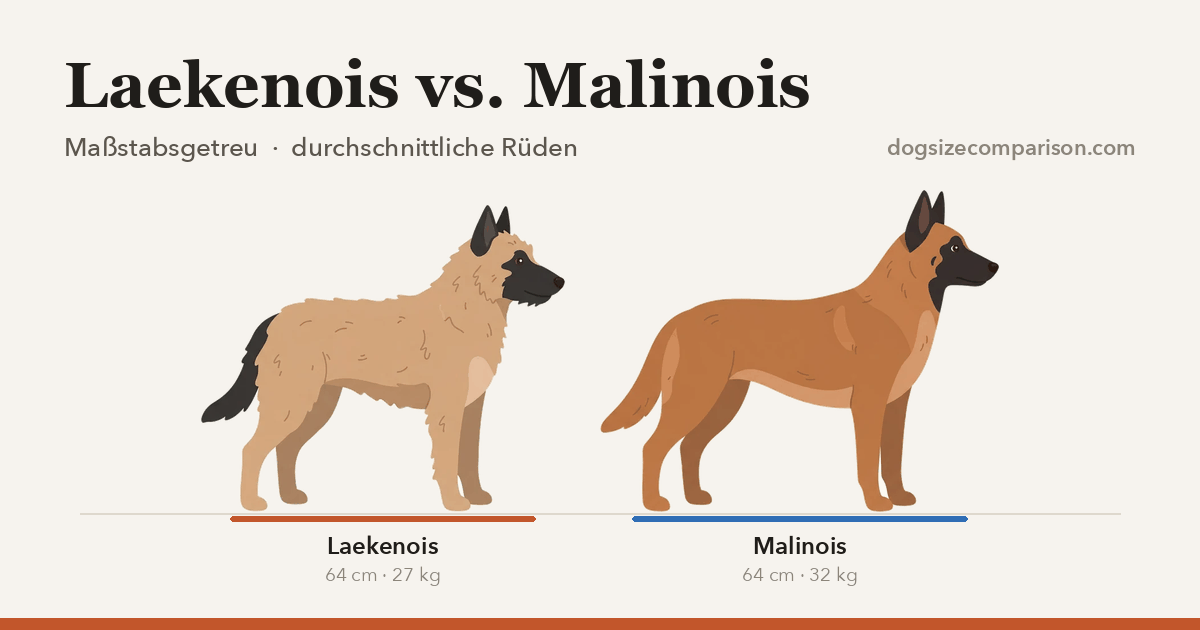 Laekenois vs. Malinois
Maßstabsgetreu · durchschnittliche Rüden
dogsizecomparison.com
Laekenois
64 cm · 27 kg
Malinois
64 cm · 32 kg